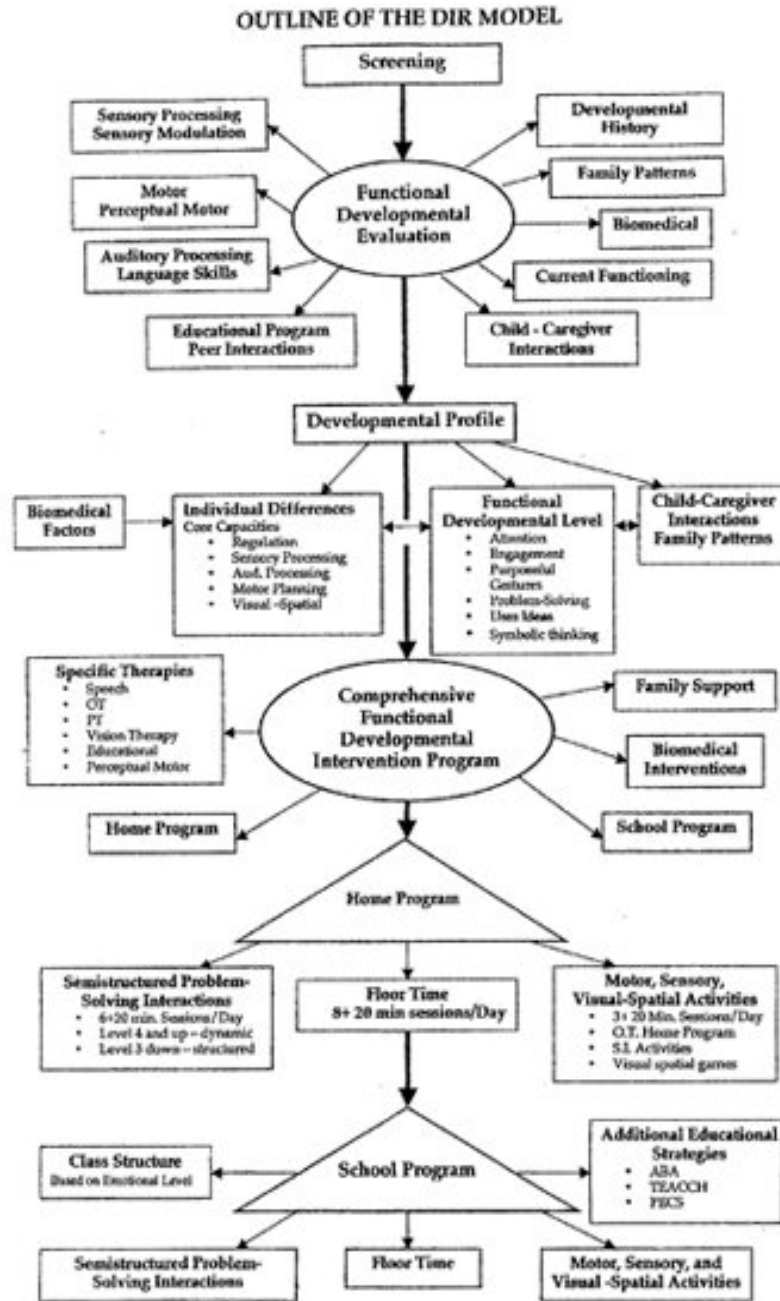 OUTLINE OF THE DIR MODEL
Screening
Sensory Processing
Sensory Modulation
Developmental
History
Motor
Perceptual Motor
Functional
Developmental
Evaluation
Family Patterns
Biomedical
Auditory Processing
Language Skills
Current Functioning
Educational Program
Peer Interactions
Child - Caregiver
Interactions
Developmental Profile
Biomedical
Factors
Individual Differences
Core Capacities
• Regulation
• Sensory Processing
• Aud. Processing
• Motor Planning
• Visual -Spatial
Functional
Developmental Level
• Attention
• Engagement
• Purposeful
Gestures
• Problem-Solving
• Uses Ideas
• Symbolic thinking
Child-Caregiver
Interactions
Family Patterns
Specific Therapies
• Speech
• OT
• PT
• Vision Therapy
• Educational
• Perceptual Motor
Comprehensive
Functional
Developmental
Intervention Program
Family Support
Biomedical
Interventions
Home Program
School Program
Home Program
Semistructured Problem-
Solving Interactions
• 6+20 min. Sessions/Day
• Level 4 and up – dynamic
• Level 3 down – structured
Floor Time
8+ 20 min sessions/Day
Motor, Sensory,
Visual-Spatial Activities
• 3+ 20 Min. Sessions/Day
• O.T. Home Program
• S.I. Activities
• Visual spatial games
Class Structure
Based on Emotional Level
School Program
Additional Educational
Strategies
• ABA
• TEACCH
• PECS
Semistructured Problem-
Solving Interactions
Floor Time
Motor, Sensory, and
Visual -Spatial Activities